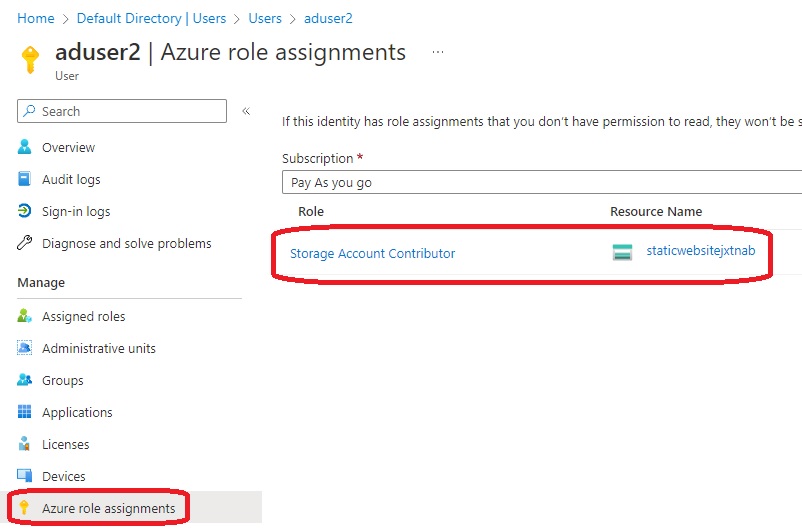 Home > Default Directory | Users > Users > aduser2
aduser2 | Azure role assignments ...
User
Search «
Overview
Audit logs
Sign-in logs
Diagnose and solve problems
Manage
Assigned roles
Administrative units
Groups
Applications
Licenses
Devices
Azure role assignments
If this identity has role assignments that you don't have permission to read, they won't be s
Subscription *
Pay As you go
Role Resource Name
Storage Account Contributor staticwebsitejxtnab